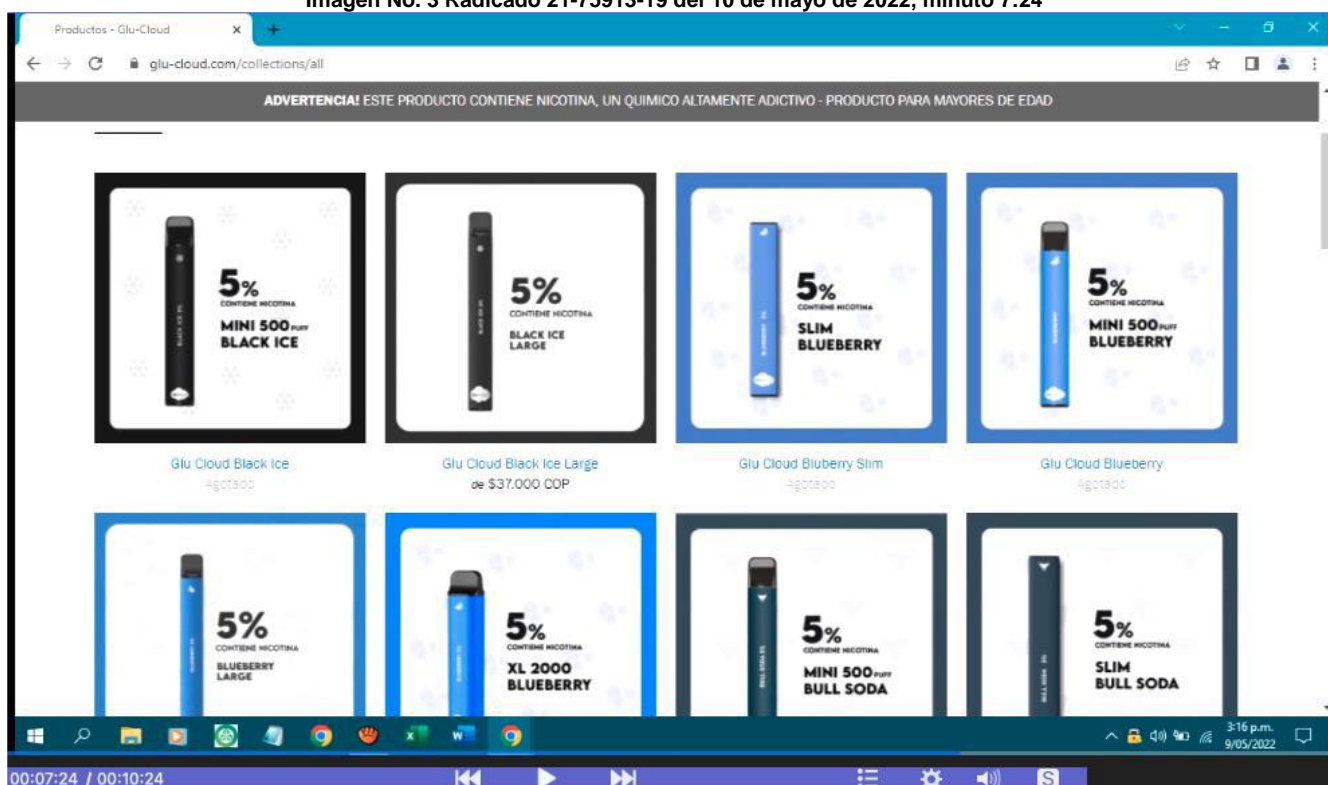 Imagen No. 3 Radicado 21-75913-19 del 10 de mayo de 2022, minuto 7:24
Productos - Glu-Cloud
glu-cloud.com/collections/all
ADVERTENCIA! ESTE PRODUCTO CONTIENE NICOTINA, UN QUIMICO ALTAMENTE ADICTIVO - PRODUCTO PARA MAYORES DE EDAD
5%
CONTIENE NICOTINA
MINI 500 PUFF
BLACK ICE
5%
CONTIENE NICOTINA
BLACK ICE
LARGE
5%
CONTIENE NICOTINA
SLIM
BLUEBERRY
5%
CONTIENE NICOTINA
MINI 500 PUFF
BLUEBERRY
Glu Cloud Black Ice
Agotado
Glu Cloud Black Ice Large
de $37.000 COP
Glu Cloud Bluberry Slim
Agotado
Glu Cloud Blueberry
Agotado
5%
CONTIENE NICOTINA
BLUEBERRY
LARGE
5%
CONTIENE NICOTINA
XL 2000
BLUEBERRY
5%
CONTIENE NICOTINA
MINI 500 PUFF
BULL SODA
5%
CONTIENE NICOTINA
SLIM
BULL SODA
3:16 p.m.
9/05/2022
00:07:24 / 00:10:24